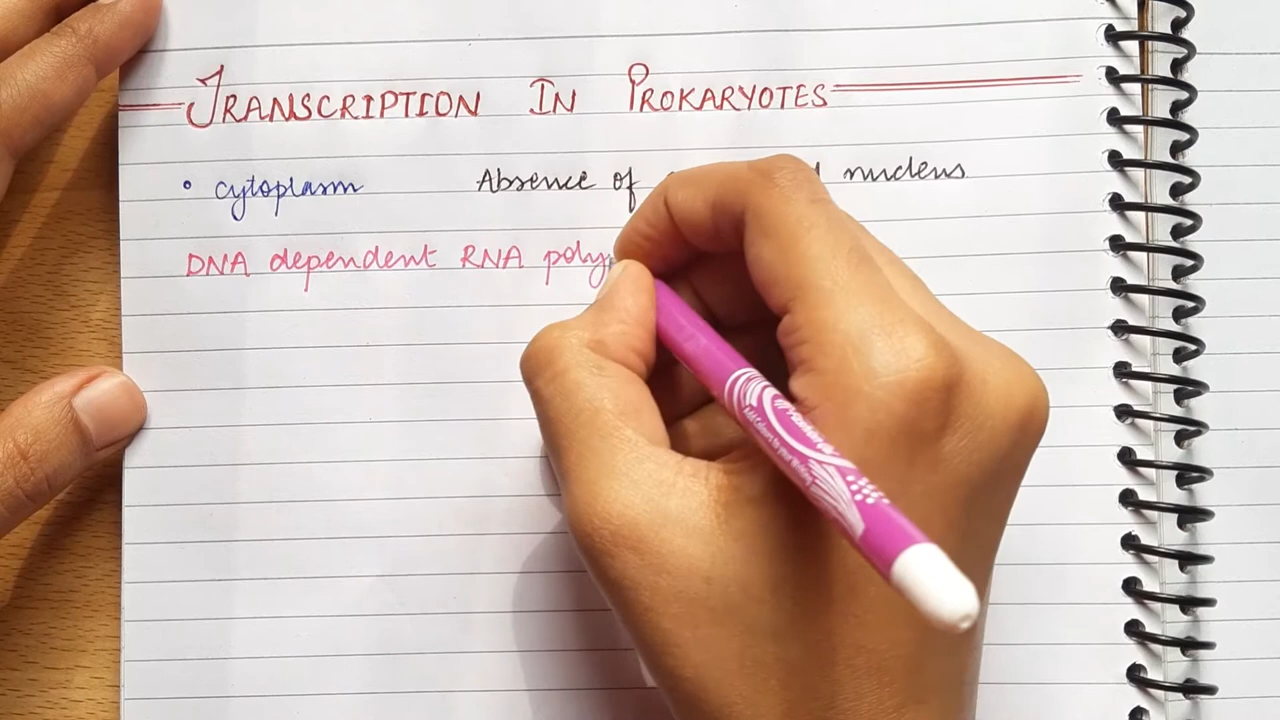 TRANSCRIPTION IN PROKARYOTES
• cytoplasm Absence of nucleus
DNA dependent RNA poly